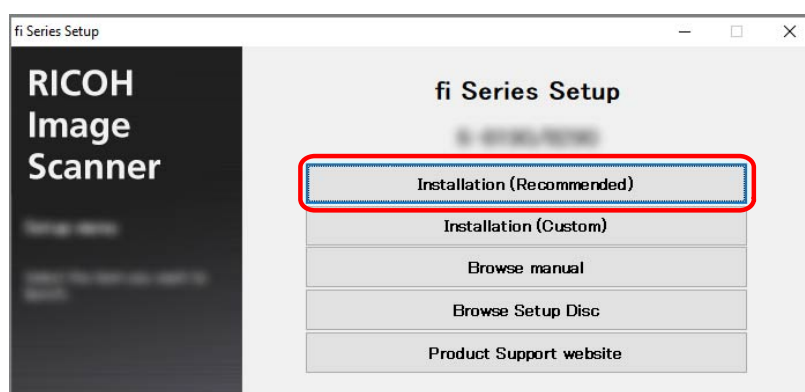 fi Series Setup
RICOH
Image
Scanner
fi Series Setup
Installation (Recommended)
Installation (Custom)
Browse manual
Browse Setup Disc
Product Support website